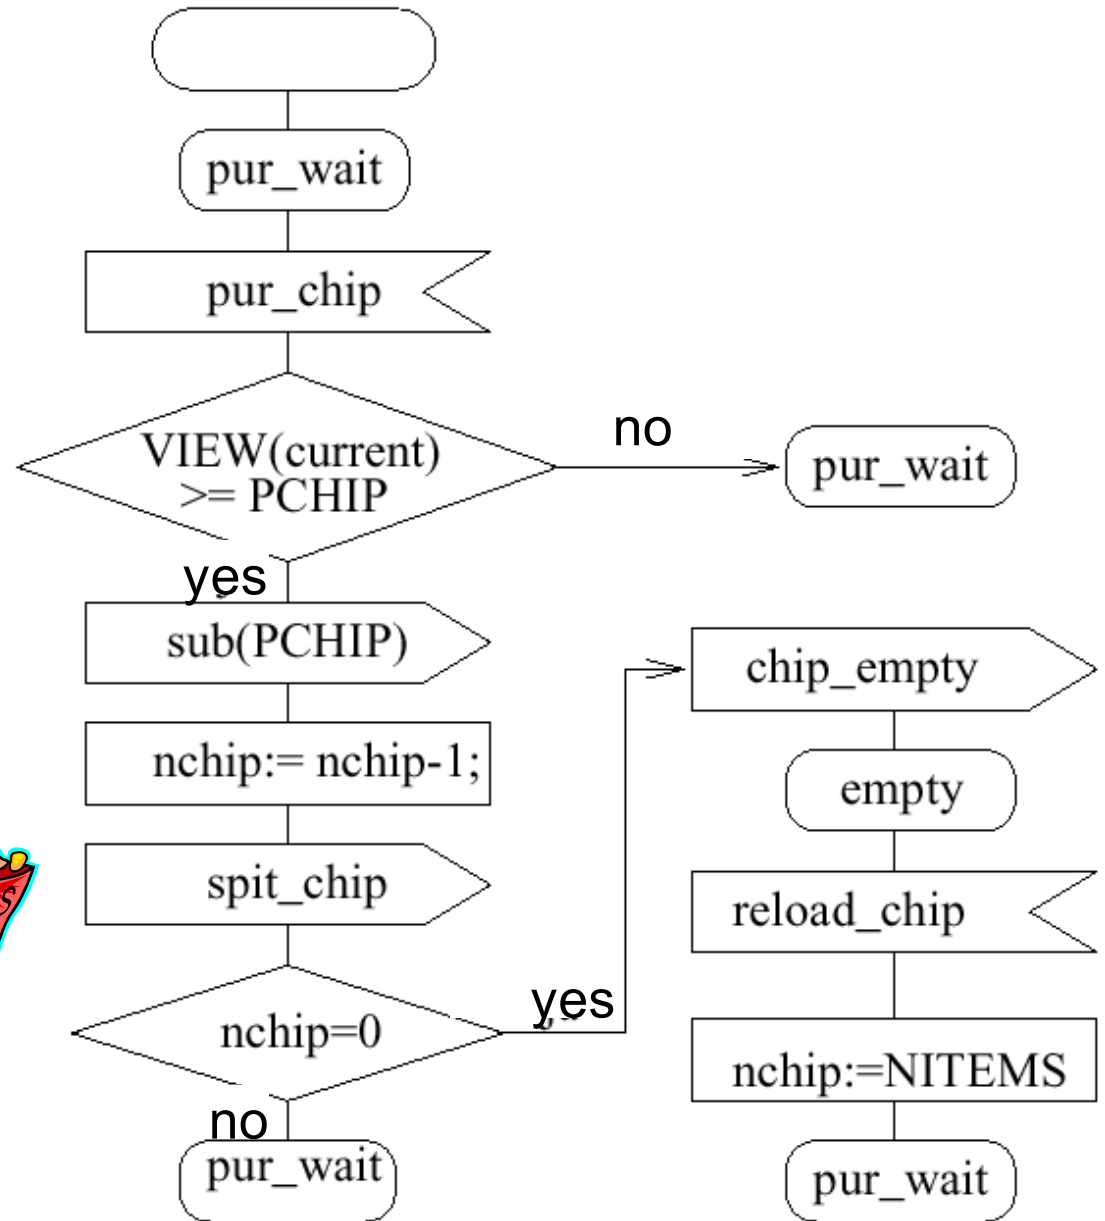 pur_wait
pur_chip
VIEW(current)
>= PCHIP
no
pur_wait
yes
sub(PCHIP)
nchip:= nchip-1;
spit_chip
nchip=0
yes
no
pur_wait
chip_empty
empty
reload_chip
nchip:=NITEMS
pur_wait